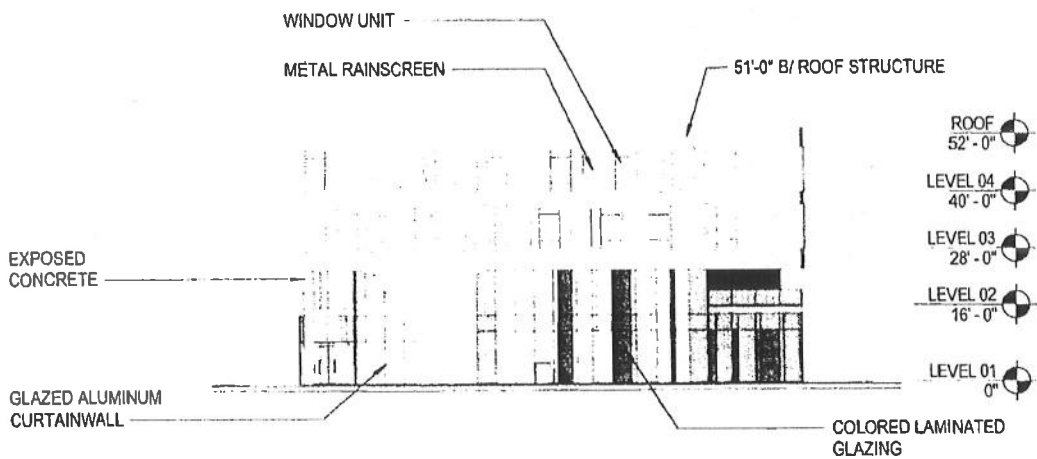 WINDOW UNIT
METAL RAINSCREEN
51'-0" B/ ROOF STRUCTURE
ROOF
52' - 0"
LEVEL 04
40' - 0"
LEVEL 03
28' - 0"
EXPOSED
CONCRETE
LEVEL 02
16' - 0"
LEVEL 01
0"
GLAZED ALUMINUM
CURTAINWALL
COLORED LAMINATED
GLAZING